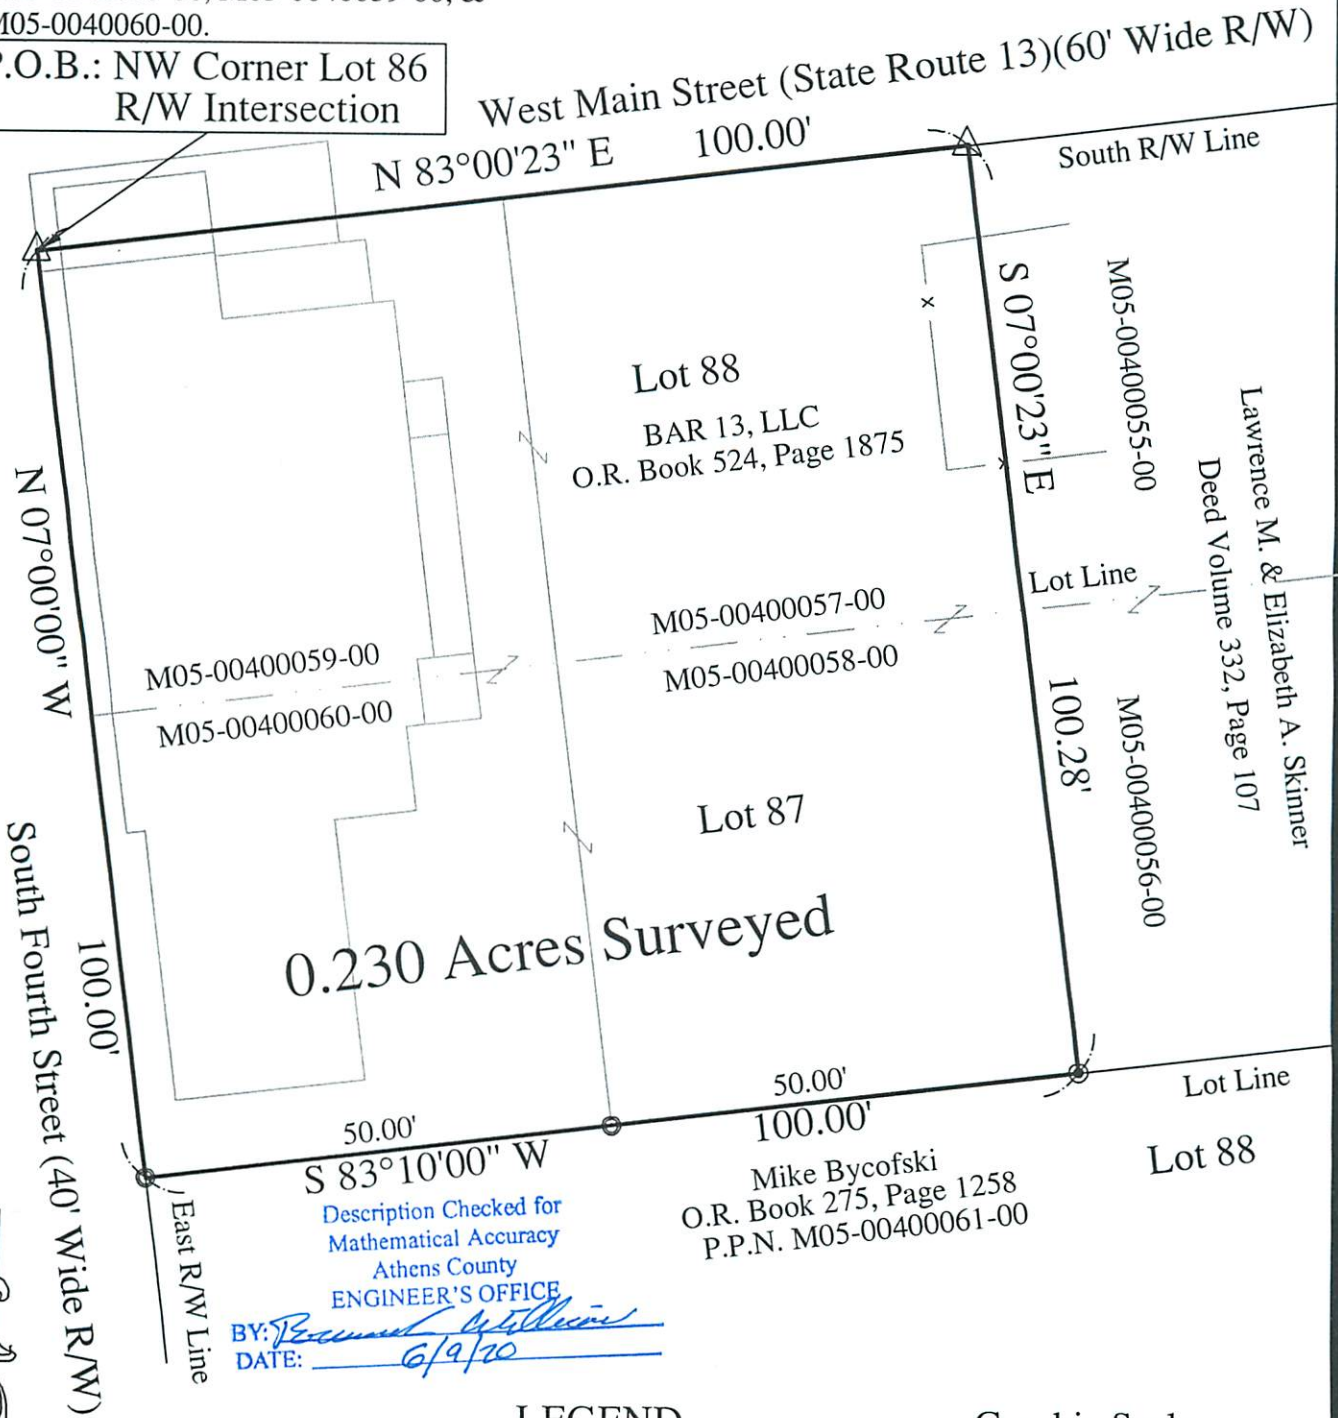 M05-0040060-00.
P.O.B.: NW Corner Lot 86
R/W Intersection
West Main Street (State Route 13)(60' Wide R/W)
N 83°00'23" E 100.00'
South R/W Line
S 07°00'23" E
100.28'
M05-00400055-00
M05-00400056-00
Lawrence M. & Elizabeth A. Skinner
Deed Volume 332, Page 107
Lot 88
BAR 13, LLC
O.R. Book 524, Page 1875
N 07°00'00" W
100.00'
Lot Line
M05-00400057-00
M05-00400058-00
M05-00400059-00
M05-00400060-00
Lot 87
0.230 Acres Surveyed
South Fourth Street (40' Wide R/W)
East R/W Line
50.00'
50.00'
S 83°10'00" W
100.00'
Lot Line
Lot 88
Mike Bycofski
O.R. Book 275, Page 1258
P.P.N. M05-00400061-00
Description Checked for
Mathematical Accuracy
Athens County
ENGINEER'S OFFICE
BY:
DATE: 6/9/20
LEGEND